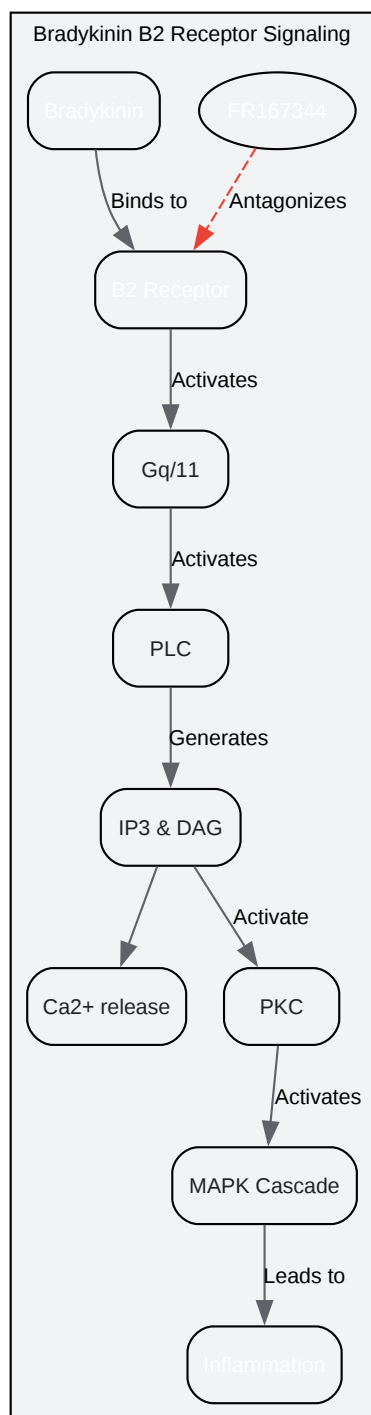 Bradykinin B2 Receptor Signaling
Bradykinin
FR167344
Binds to
Antagonizes
B2 Receptor
Activates
Gq/11
Activates
PLC
Generates
IP3 & DAG
Activate
Ca2+ release
PKC
Activates
MAPK Cascade
Leads to
Inflammation